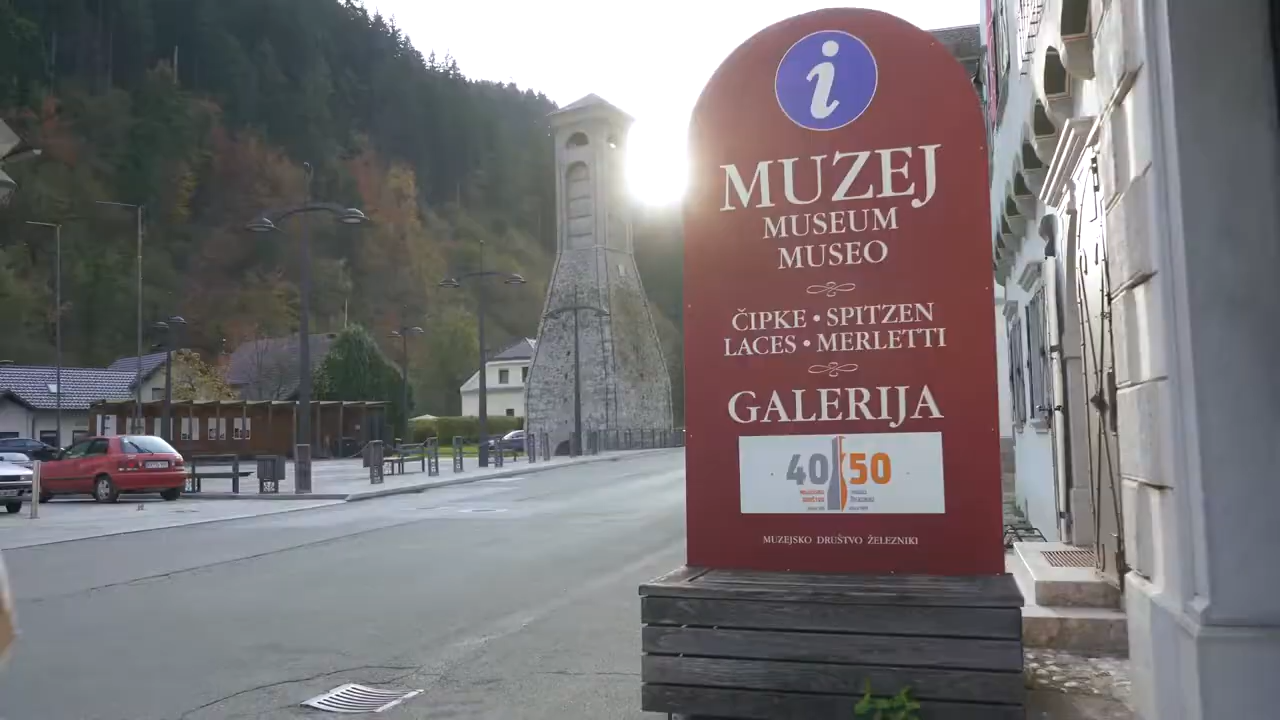 i
MUZEJ
MUSEUM
MUSEO
ČIPKE • SPITZEN
LACES • MERLETTI
GALERIJA
40 50
MUZEJSKO DRUŠTVO ŽELEZNIKI